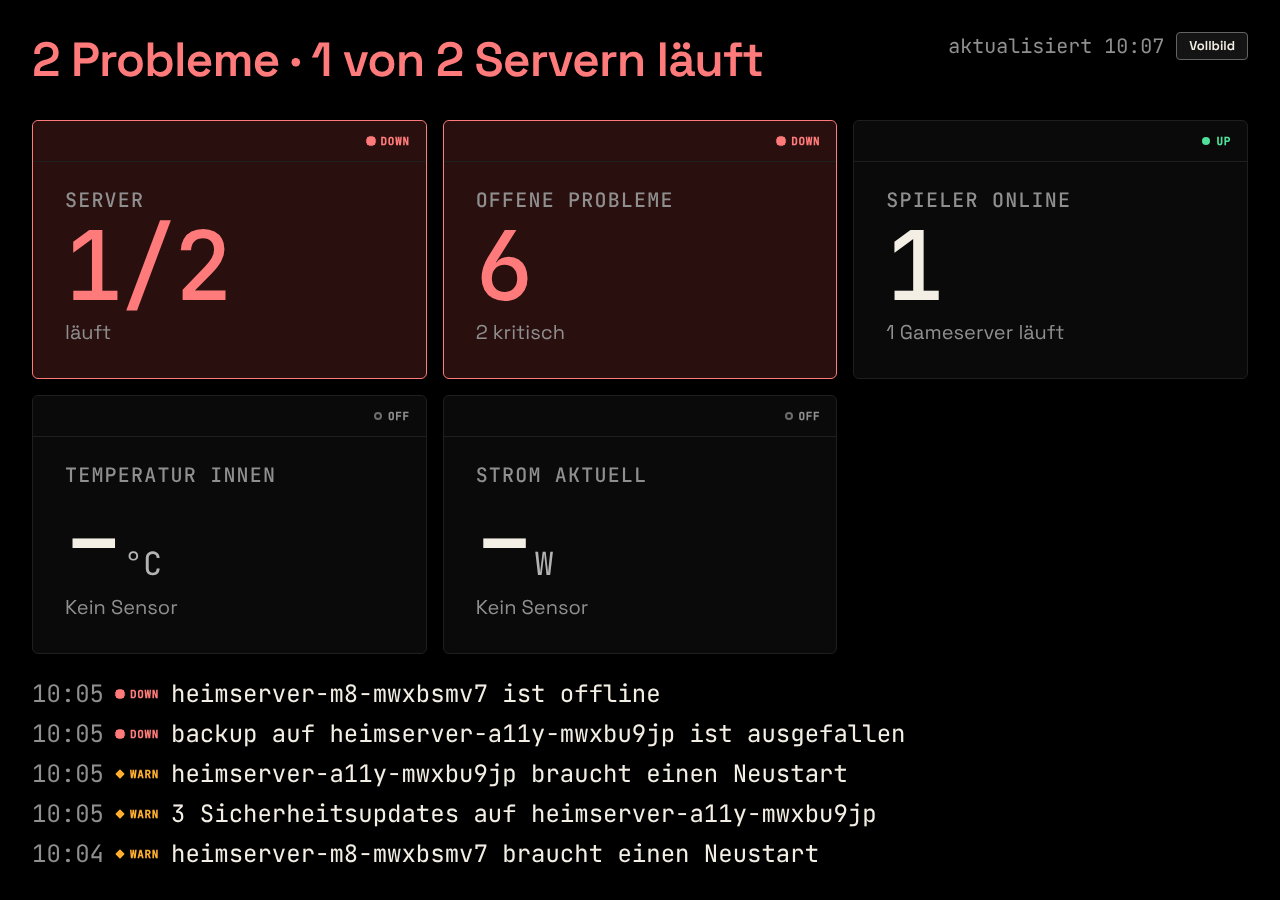 2 Probleme · 1 von 2 Servern läuft
aktualisiert 10:07 Vollbild
DOWN
SERVER
1/2
läuft
DOWN
OFFENE PROBLEME
6
2 kritisch
UP
SPIELER ONLINE
1
1 Gameserver läuft
OFF
TEMPERATUR INNEN
– °C
Kein Sensor
OFF
STROM AKTUELL
– W
Kein Sensor
10:05 DOWN heimserver-m8-mwxbsmv7 ist offline
10:05 DOWN backup auf heimserver-a11y-mwxbu9jp ist ausgefallen
10:05 WARN heimserver-a11y-mwxbu9jp braucht einen Neustart
10:05 WARN 3 Sicherheitsupdates auf heimserver-a11y-mwxbu9jp
10:04 WARN heimserver-m8-mwxbsmv7 braucht einen Neustart